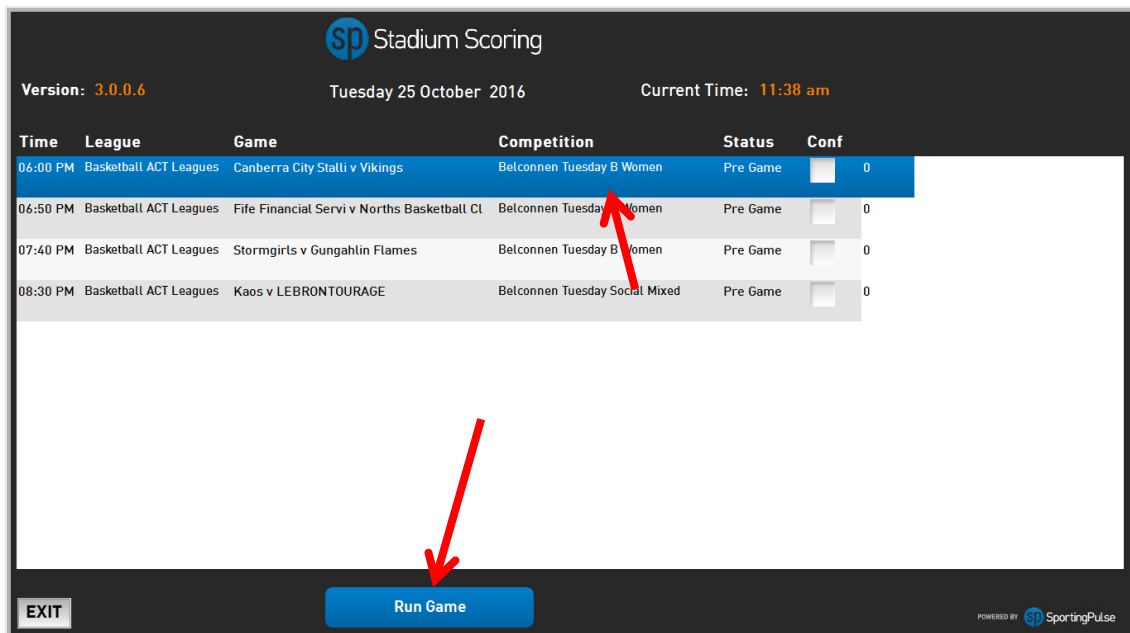 sp Stadium Scoring
Version: 3.0.0.6 Tuesday 25 October 2016 Current Time: 11:38 am
Time League Game Competition Status Conf
06:00 PM Basketball ACT Leagues Canberra City Stalli v Vikings Belconnen Tuesday B Women Pre Game 0
06:50 PM Basketball ACT Leagues Fife Financial Servi v Norths Basketball Cl Belconnen Tuesday B Women Pre Game 0
07:40 PM Basketball ACT Leagues Stormgirls v Gungahlin Flames Belconnen Tuesday B Women Pre Game 0
08:30 PM Basketball ACT Leagues Kaos v LEBRONTOURAGE Belconnen Tuesday Social Mixed Pre Game 0
EXIT Run Game POWERED BY sp SportingPulse